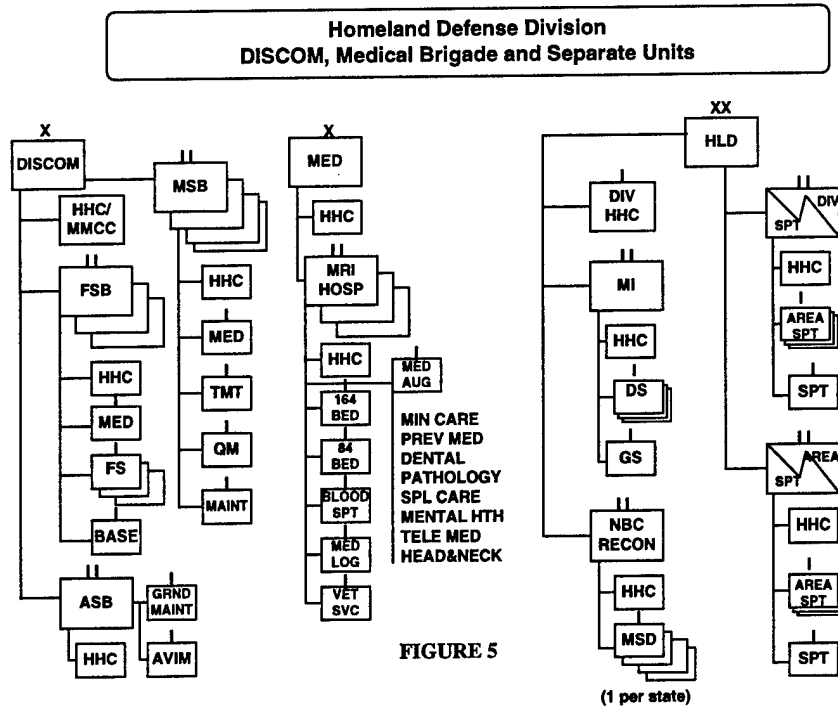 Homeland Defense Division
DISCOM, Medical Brigade and Separate Units
X
DISCOM
HHC/
MMCC
II
FSB
HHC
I
MED
I
FS
I
BASE
II
ASB
HHC
I
GRND
MAINT
I
AVIM
II
MSB
HHC
I
MED
I
TMT
I
QM
I
MAINT
X
MED
HHC
II
MRI
HOSP
HHC
I
164
BED
I
84
BED
I
BLOOD
SPT
I
MED
LOG
I
VET
SVC
I
MED
AUG
MIN CARE
PREV MED
DENTAL
PATHOLOGY
SPL CARE
MENTAL HTH
TELE MED
HEAD&NECK
XX
HLD
I
DIV
HHC
II
MI
HHC
I
DS
I
GS
II
NBC
RECON
HHC
I
MSD
(1 per state)
II
DIV
SPT
HHC
I
AREA
SPT
I
SPT
II
AREA
SPT
HHC
I
AREA
SPT
I
SPT
FIGURE 5